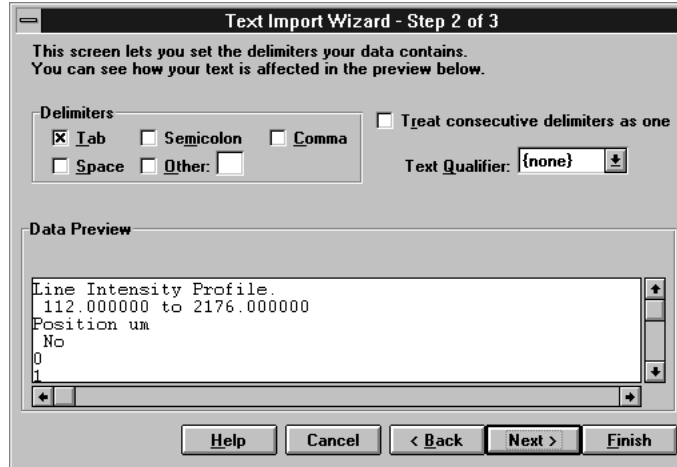 Text Import Wizard - Step 2 of 3
This screen lets you set the delimiters your data contains.
You can see how your text is affected in the preview below.
Delimiters
Tab Semicolon Comma
Space Other:
Treat consecutive delimiters as one
Text Qualifier: {none}
Data Preview
Line Intensity Profile.
112.000000 to 2176.000000
Position um
No
0
1
Help Cancel < Back Next > Finish